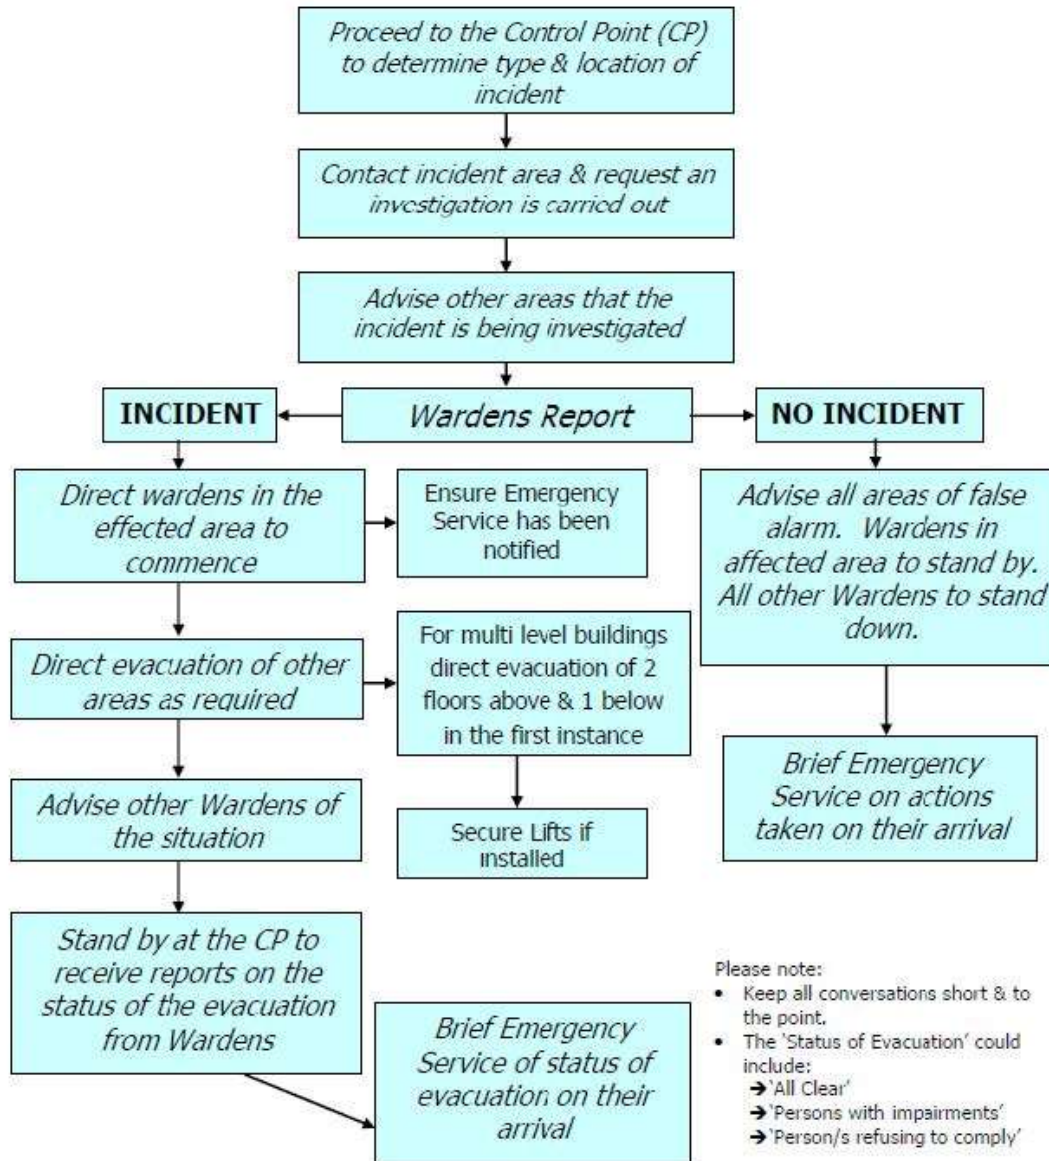 Proceed to the Control Point (CP)
to determine type & location of
incident
Contact incident area & request an
investigation is carried out
Advise other areas that the
incident is being investigated
INCIDENT
Wardens Report
NO INCIDENT
Direct wardens in the
effected area to
commence
Ensure Emergency
Service has been
notified
Advise all areas of false
alarm. Wardens in
affected area to stand by.
All other Wardens to stand
down.
Direct evacuation of other
areas as required
For multi level buildings
direct evacuation of 2
floors above & 1 below
in the first instance
Brief Emergency
Service on actions
taken on their arrival
Advise other Wardens of
the situation
Secure Lifts if
installed
Stand by at the CP to
receive reports on the
status of the evacuation
from Wardens
Brief Emergency
Service of status of
evacuation on their
arrival
Please note:
• Keep all conversations short & to
the point.
• The 'Status of Evacuation' could
include:
➔'All Clear'
➔'Persons with impairments'
➔'Person/s refusing to comply'